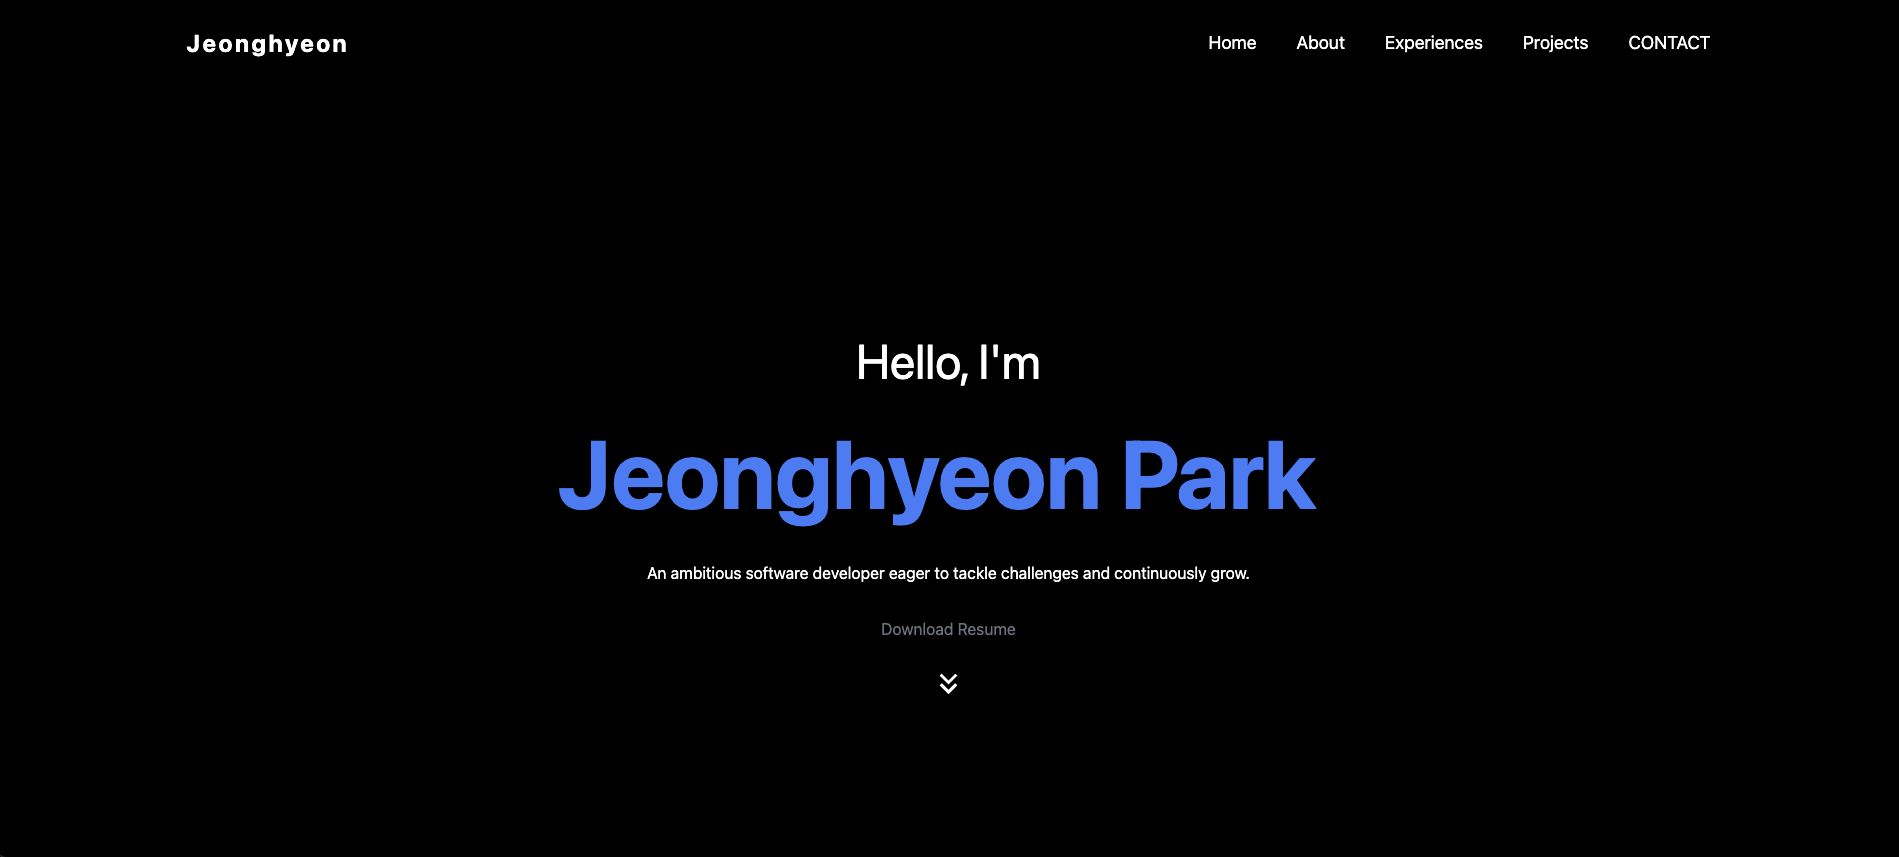 Jeonghyeon
Home About Experiences Projects CONTACT
Hello, I'm
Jeonghyeon Park
An ambitious software developer eager to tackle challenges and continuously grow.
Download Resume